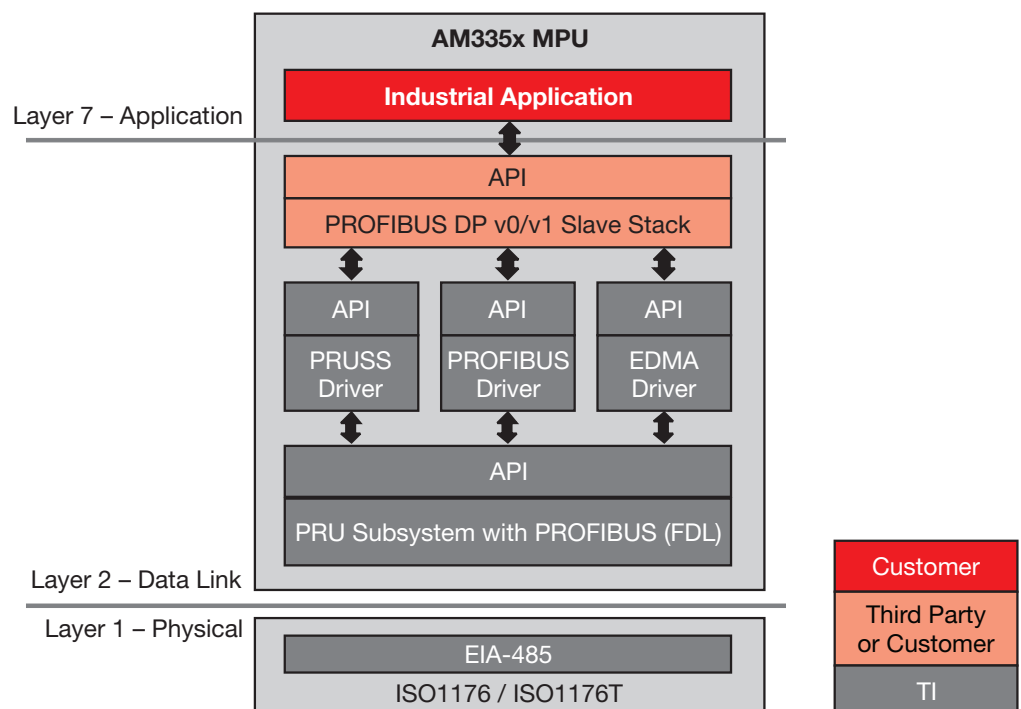 AM335x MPU
Industrial Application
Layer 7 – Application
API
PROFIBUS DP v0/v1 Slave Stack
API
PRUSS
Driver
API
PROFIBUS
Driver
API
EDMA
Driver
API
PRU Subsystem with PROFIBUS (FDL)
Layer 2 – Data Link
Layer 1 – Physical
EIA-485
ISO1176 / ISO1176T
Customer
Third Party
or Customer
TI